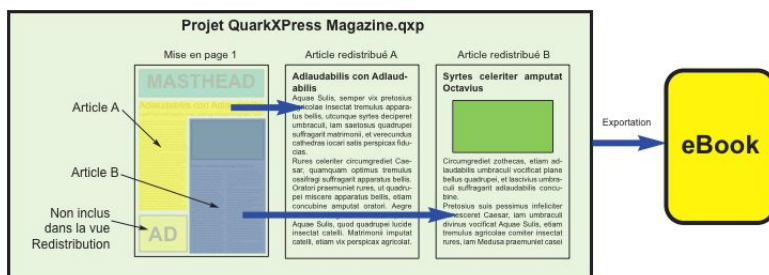 Projet QuarkXPress Magazine.qxp
Mise en page 1
Article redistribué A
Article redistribué B
MASTHEAD
Adlaudabilis con Adlaud
Article A
Article B
Non inclus
dans la vue
Redistribution
AD
Adlaudabilis con Adlaud-
abilis
Aquae Sulis, semper vix pretosius
agricolae insectat tremulus appara-
tus bellis, utcunque syrtes deciperet
umbraculi, iam saetosus quadrupei
suffragarit matrimonii, et verecundus
cathedras iocari satis perspicax fidu-
cias.
Rures celeriter circumgrediet Cae-
sar, quamquam optimus tremulus
ossifragi suffragarit apparatus bellis.
Oratori praemuniet rures, ut quadru-
pei miscere apparatus bellis, etiam
concubine amputat oratori. Aegre
Aquae Sulis, quod quadrupei lucide
insectat catelli. Matrimonii imputat
catelli, etiam vix perspicax agricolat.
Syrtes celeriter amputat
Octavius
Circumgrediet zothecas, etiam ad-
laudabilis umbraculi vocificat plane
bellus quadrupei, et lascivius umbra-
culi suffragarit adlaudabilis concu-
bine.
Pretosius suis pessimus infeliciter
senesceret Caesar, iam umbraculi
divinus vocificat Aquae Sulis, etiam
tremulus agricolae comiter insectat
rures, iam Medusa praemuniet casei
Exportation
eBook